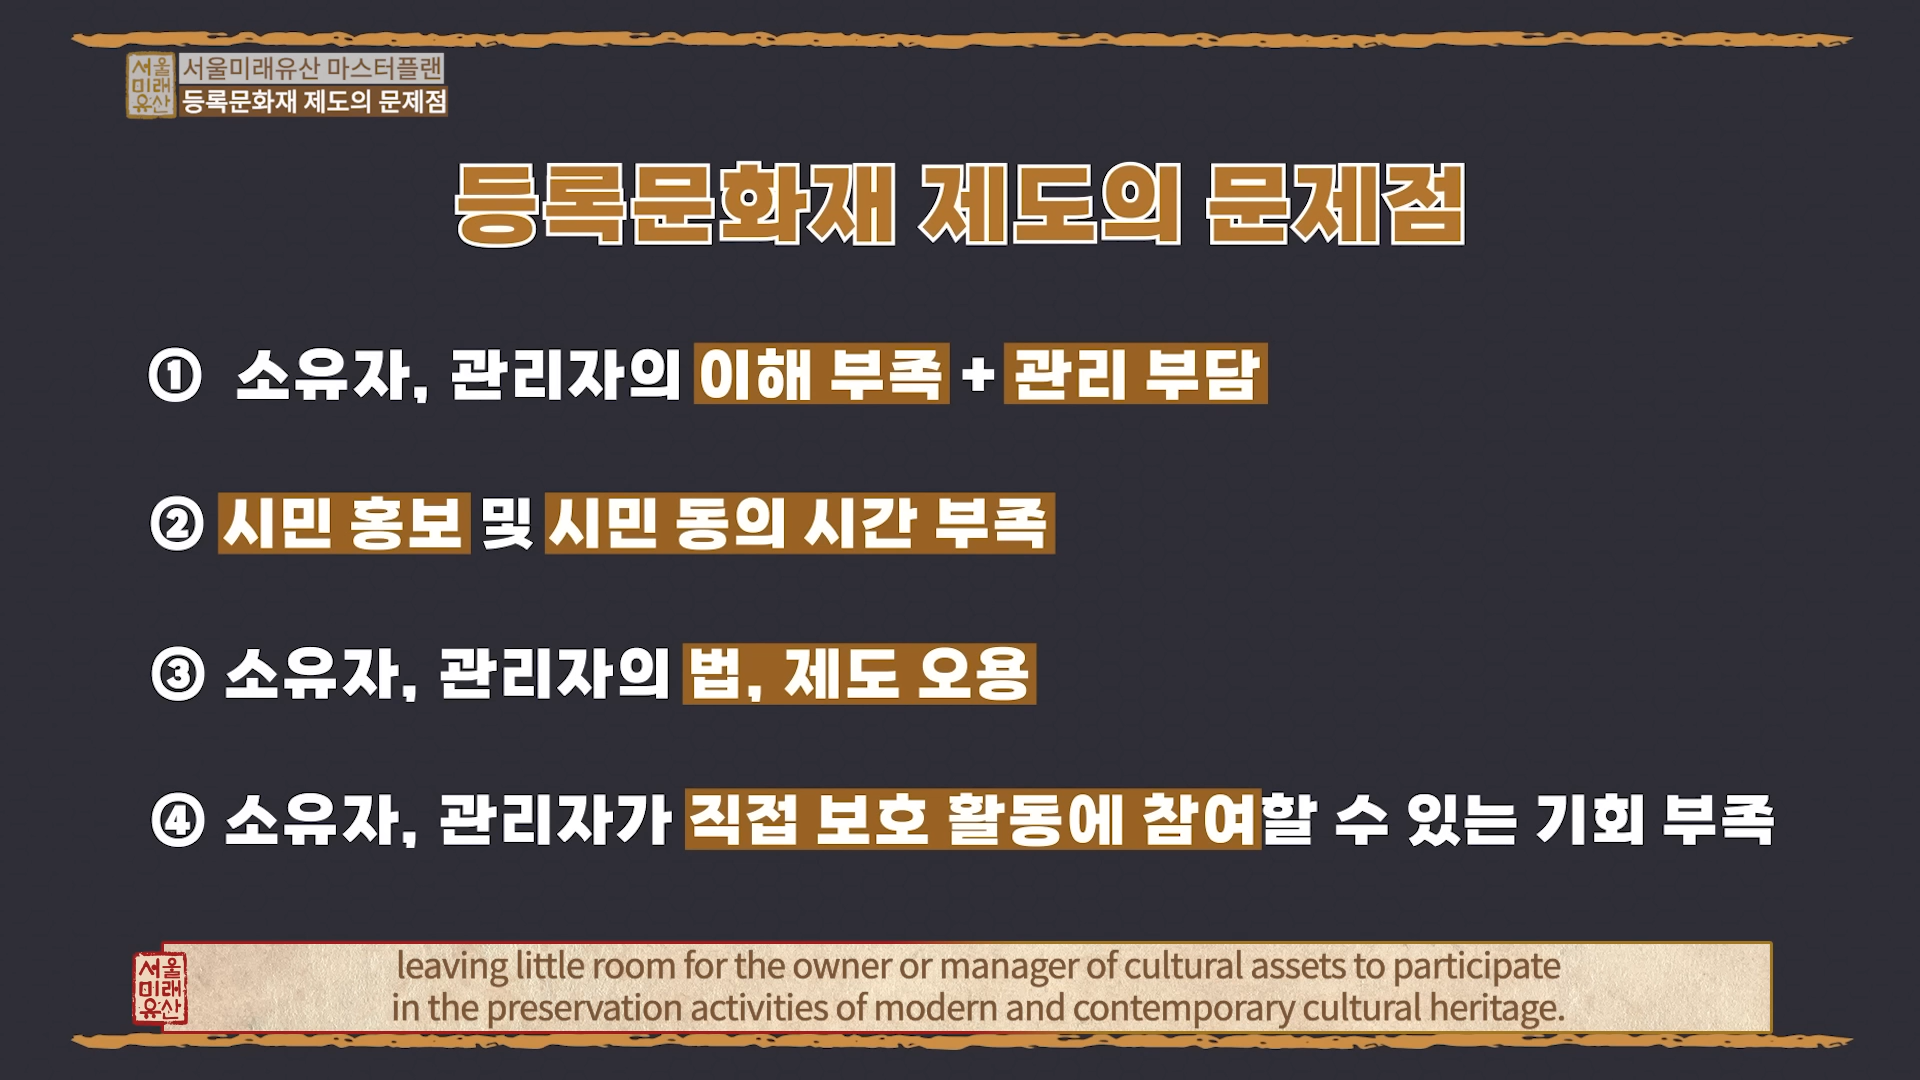 서울
미래
유산
서울미래유산 마스터플랜
등록문화재 제도의 문제점
등록문화재 제도의 문제점
① 소유자, 관리자의 이해 부족 + 관리 부담
② 시민 홍보 및 시민 동의 시간 부족
③ 소유자, 관리자의 법, 제도 오용
④ 소유자, 관리자가 직접 보호 활동에 참여할 수 있는 기회 부족
서울
미래
유산
leaving little room for the owner or manager of cultural assets to participate
in the preservation activities of modern and contemporary cultural heritage.